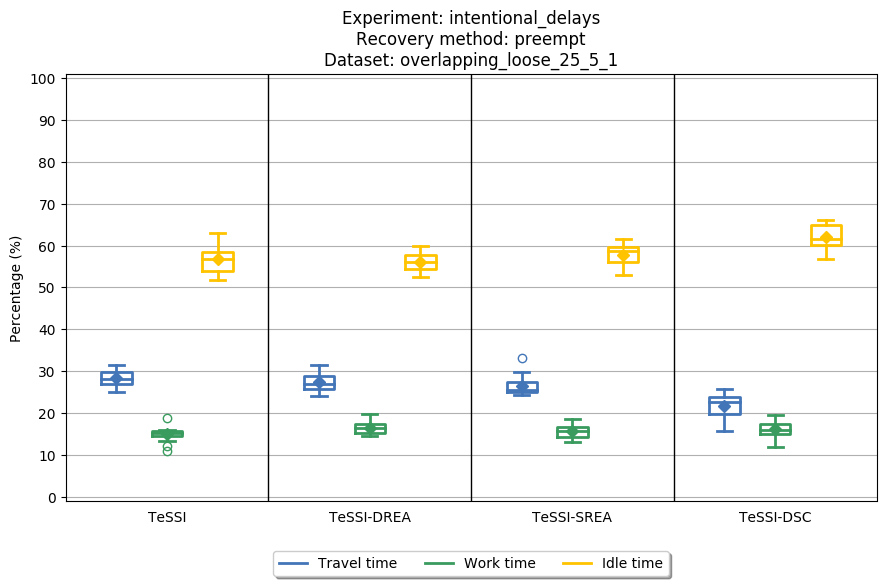 Experiment: intentional_delays
Recovery method: preempt
Dataset: overlapping_loose_25_5_1
Percentage (%)
100
90
80
70
60
50
40
30
20
10
0
TeSSI
TeSSI-DREA
TeSSI-SREA
TeSSI-DSC
Travel time
Work time
Idle time